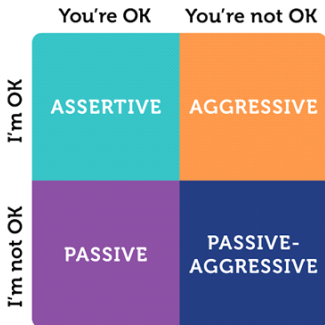 You're OK You're not OK
I'm OK
ASSERTIVE AGGRESSIVE
I'm not OK
PASSIVE
PASSIVE-
AGGRESSIVE